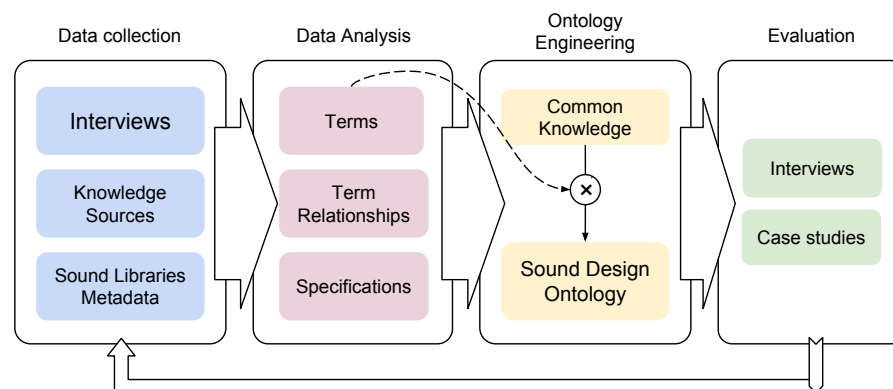 Data collection
Data Analysis
Ontology
Engineering
Evaluation
Interviews
Knowledge
Sources
Sound Libraries
Metadata
Terms
Term
Relationships
Specifications
Common
Knowledge
×
Sound Design
Ontology
Interviews
Case studies